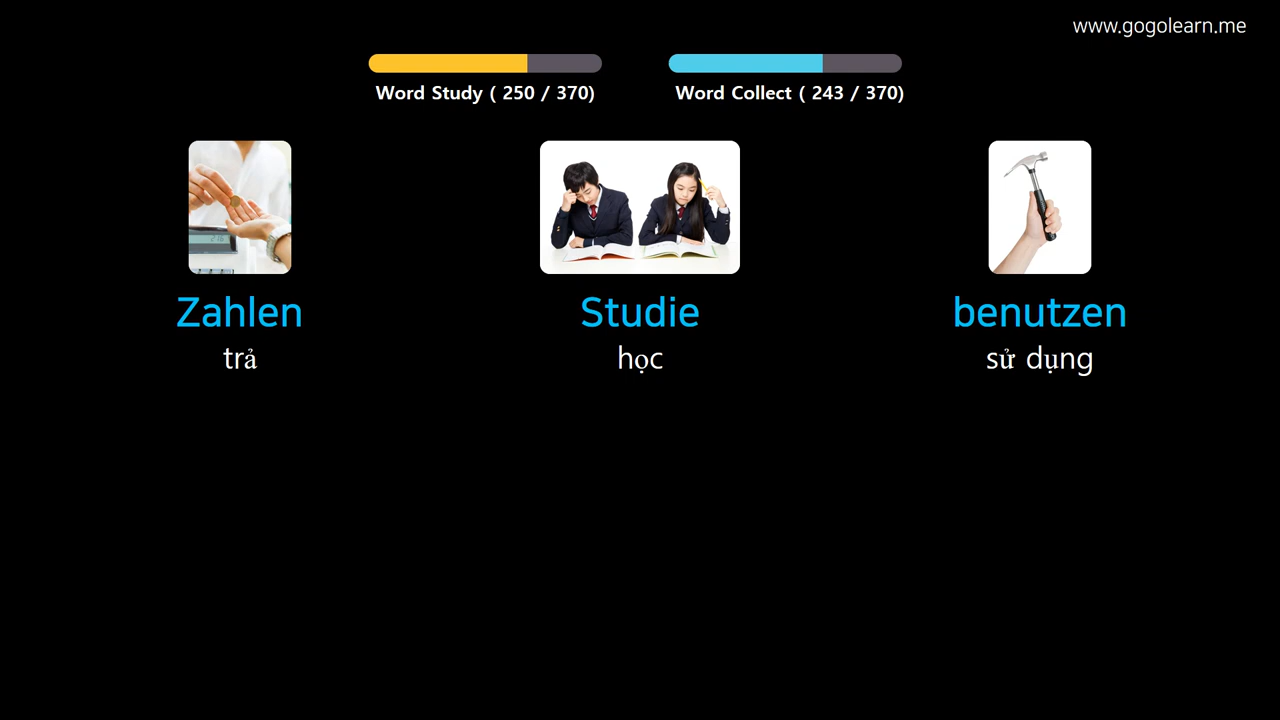 www.gogolearn.me
Word Study ( 250 / 370)
Word Collect ( 243 / 370)
Zahlen
trả
Studie
học
benutzen
sử dụng